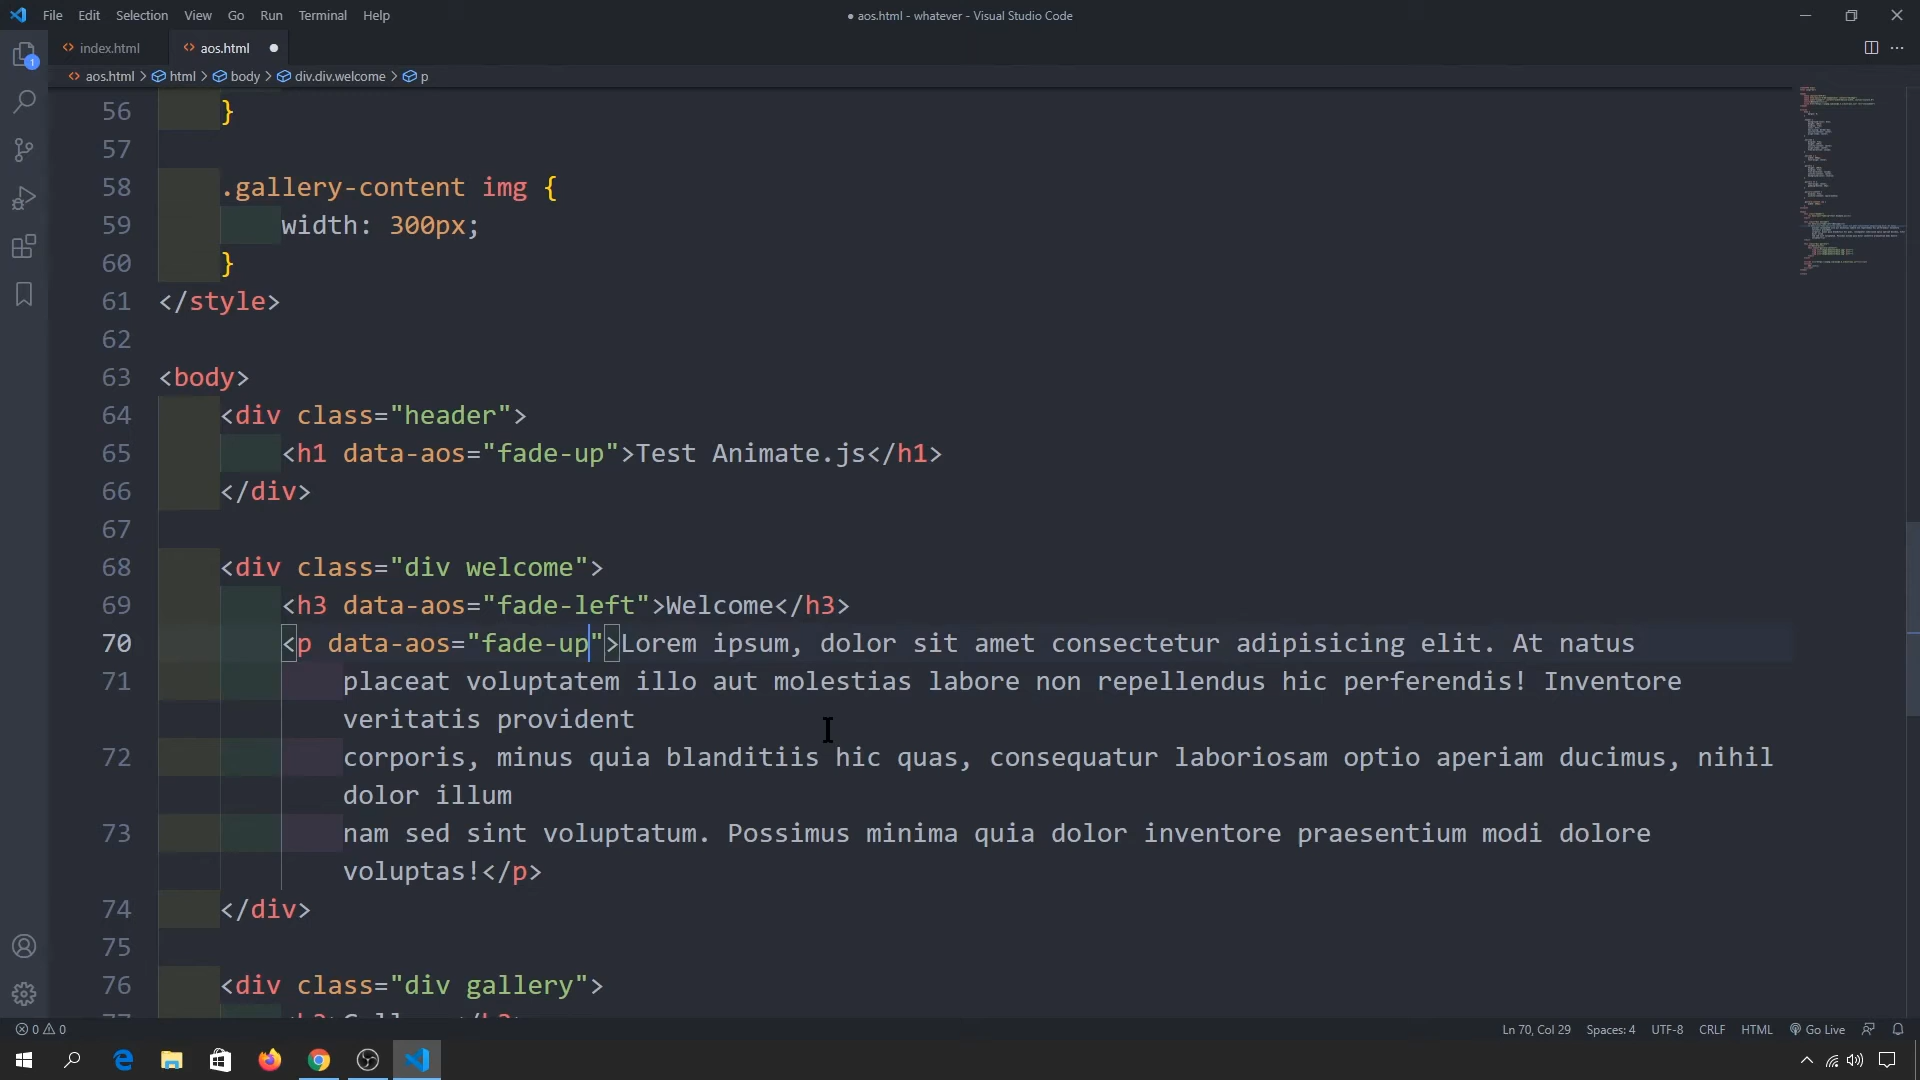 File Edit Selection View Go Run Terminal Help
● aos.html - whatever - Visual Studio Code
index.html
aos.html
aos.html > html > body > div.div.welcome > p
1
56 }
57
58 .gallery-content img {
59 width: 300px;
60 }
61 </style>
62
63 <body>
64 <div class="header">
65 <h1 data-aos="fade-up">Test Animate.js</h1>
66 </div>
67
68 <div class="div welcome">
69 <h3 data-aos="fade-left">Welcome</h3>
70 <p data-aos="fade-up">Lorem ipsum, dolor sit amet consectetur adipisicing elit. At natus
71 placeat voluptatem illo aut molestias labore non repellendus hic perferendis! Inventore
veritatis provident
72 corporis, minus quia blanditiis hic quas, consequatur laboriosam optio aperiam ducimus, nihil
dolor illum
73 nam sed sint voluptatum. Possimus minima quia dolor inventore praesentium modi dolore
voluptas!</p>
74 </div>
75
76 <div class="div gallery">
0 0
Ln 70, Col 29 Spaces: 4 UTF-8 CRLF HTML Go Live